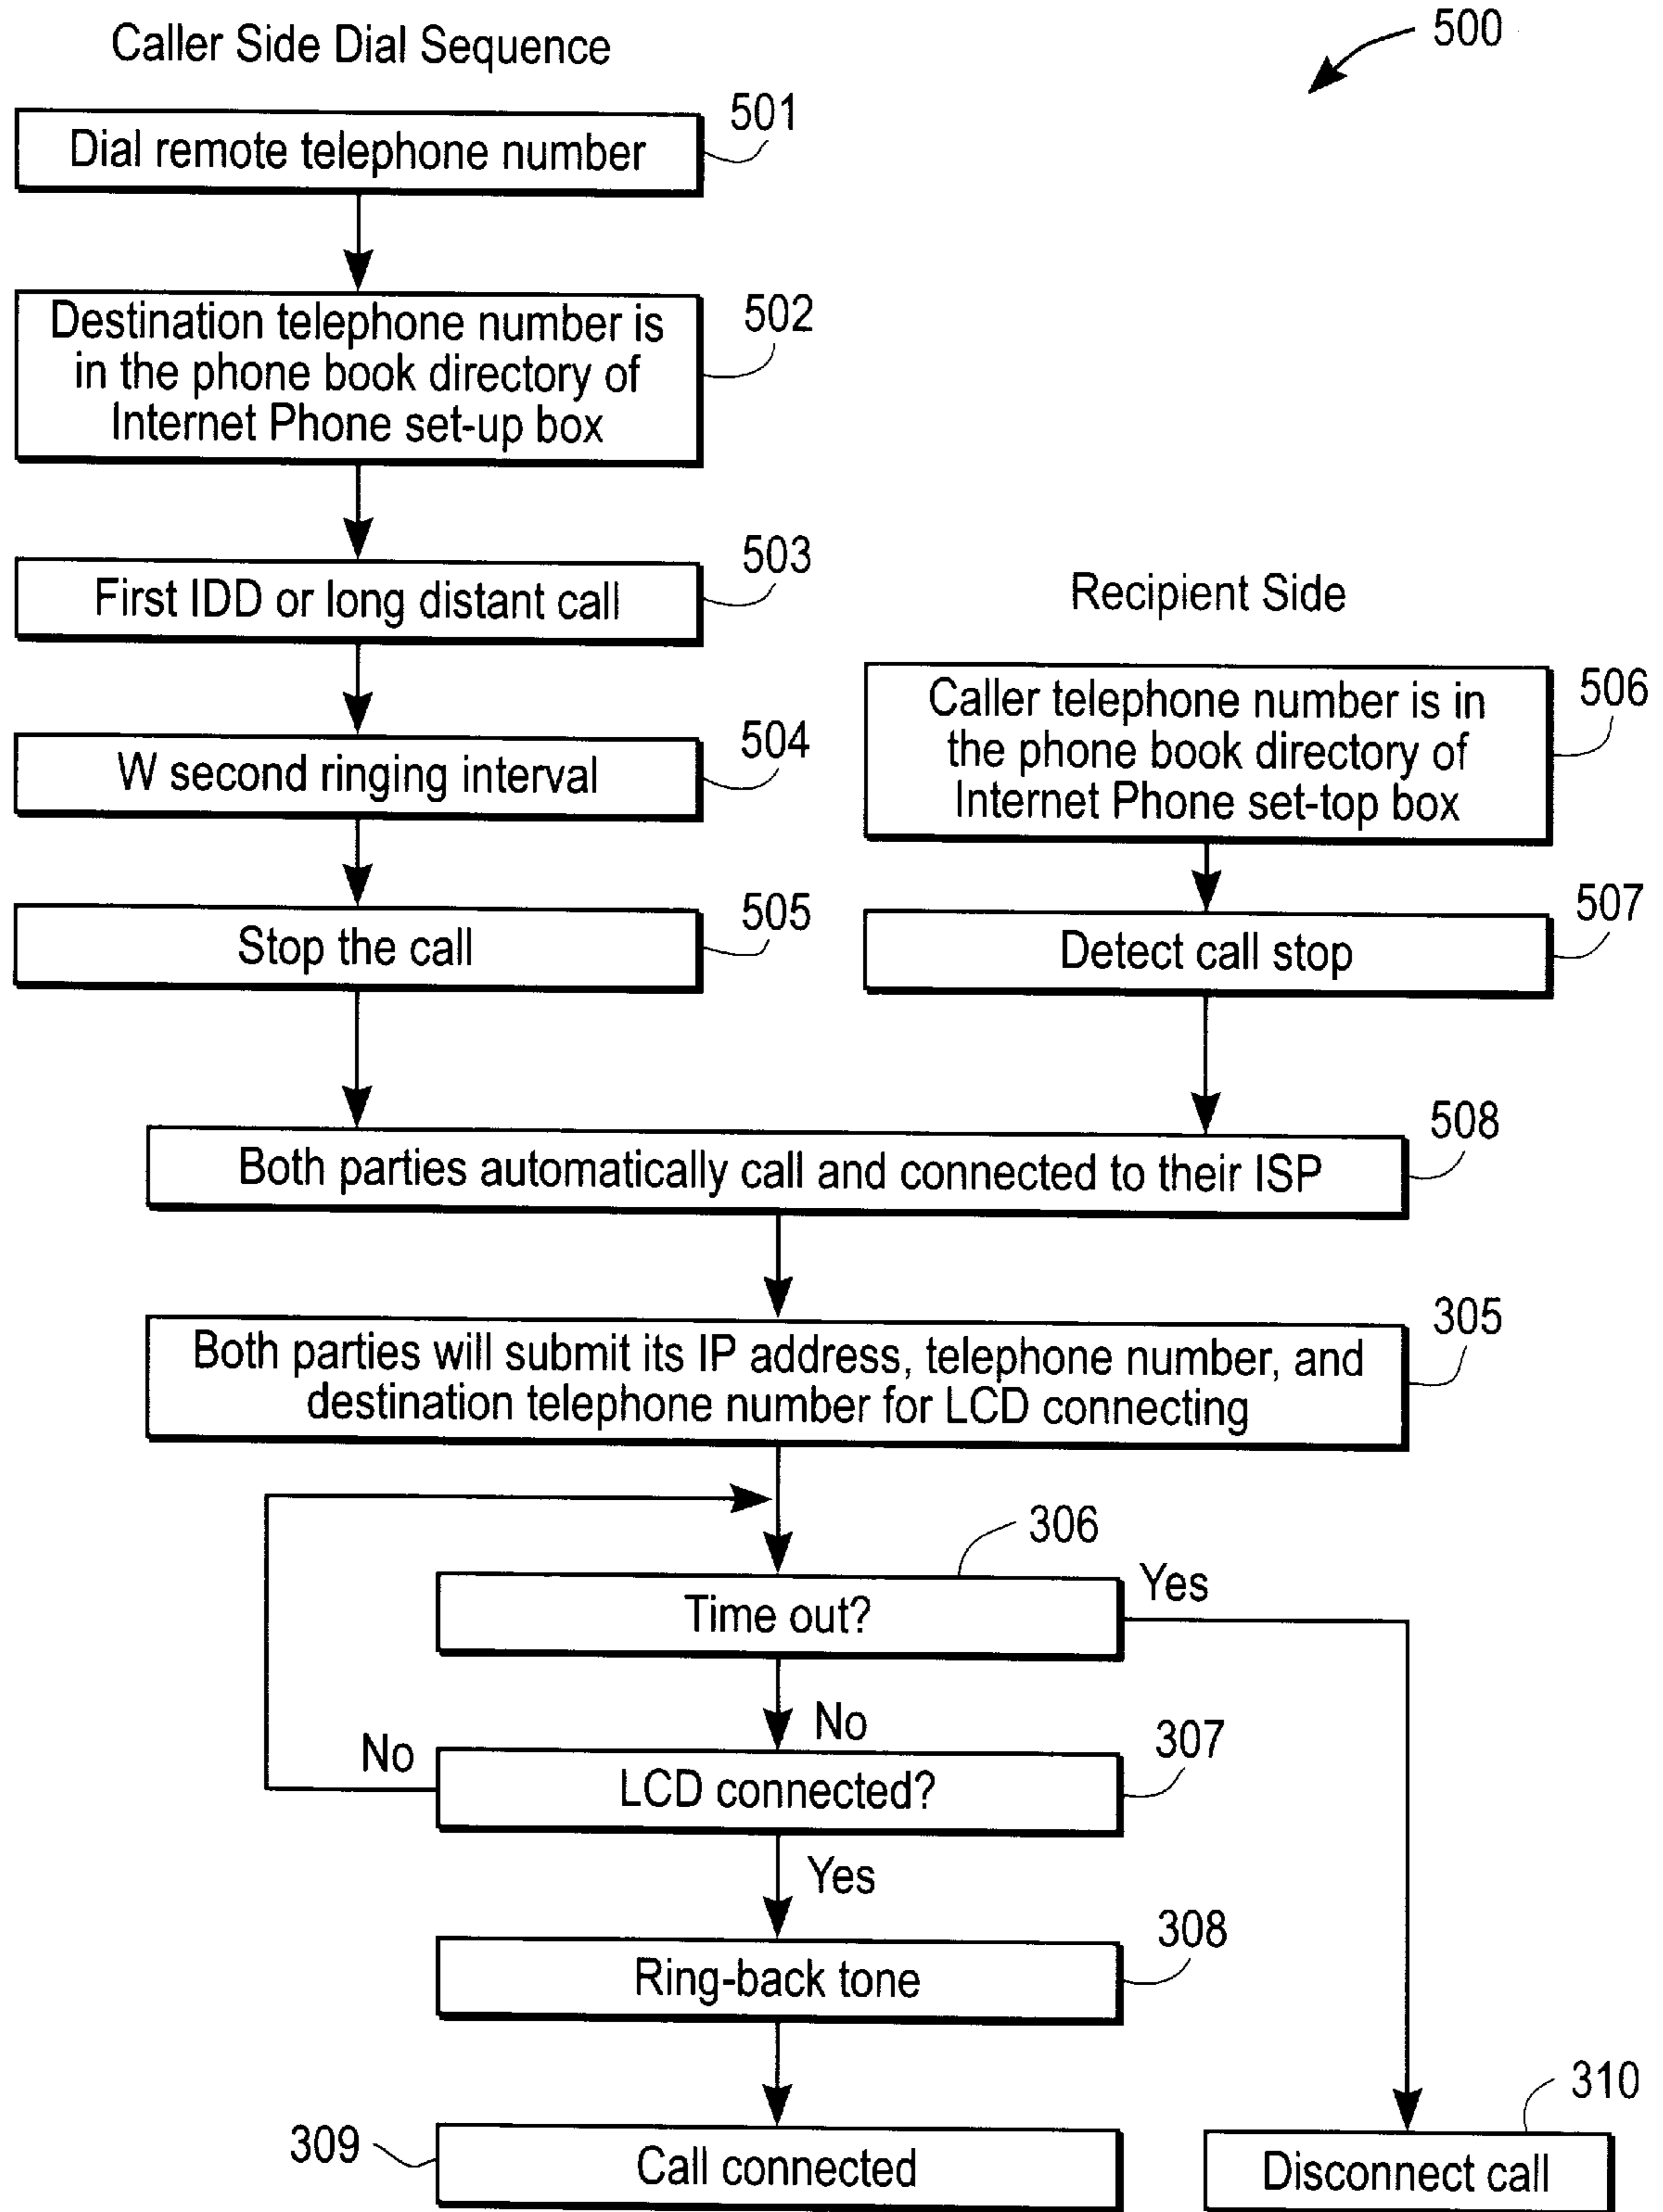 500
Caller Side Dial Sequence
501
Dial remote telephone number
502
Destination telephone number is
in the phone book directory of
Internet Phone set-up box
503
First IDD or long distant call
Recipient Side
504
W second ringing interval
506
Caller telephone number is in
the phone book directory of
Internet Phone set-top box
505
Stop the call
507
Detect call stop
508
Both parties automatically call and connected to their ISP
305
Both parties will submit its IP address, telephone number, and
destination telephone number for LCD connecting
306
Time out?
Yes
No
307
LCD connected?
No
Yes
308
Ring-back tone
309
Call connected
310
Disconnect call